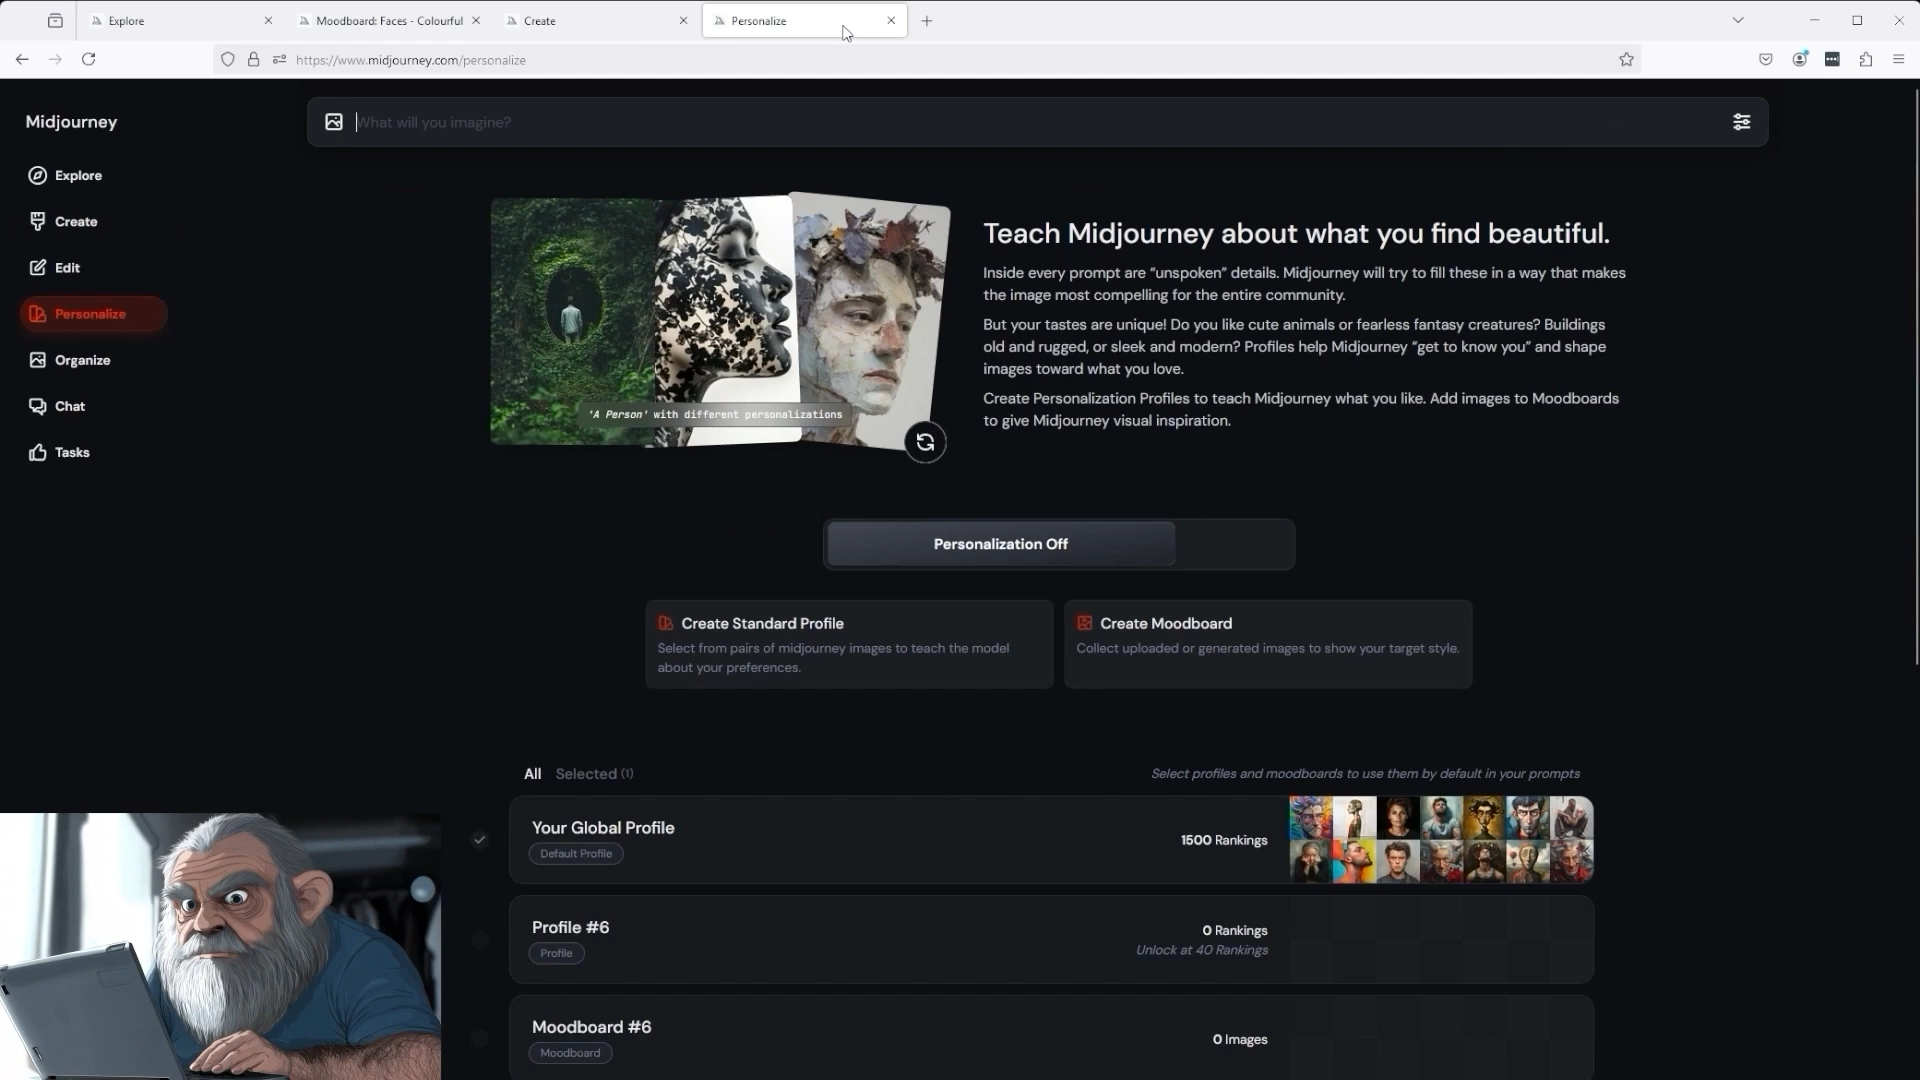 Explore
Moodboard: Faces - Colourful
Create
Personalize
https://www.midjourney.com/personalize
Midjourney
What will you imagine?
Explore
Create
Edit
Personalize
Organize
Chat
Tasks
'A Person' with different personalizations
Teach Midjourney about what you find beautiful.
Inside every prompt are “unspoken” details. Midjourney will try to fill these in a way that makes
the image most compelling for the entire community.
But your tastes are unique! Do you like cute animals or fearless fantasy creatures? Buildings
old and rugged, or sleek and modern? Profiles help Midjourney “get to know you” and shape
images toward what you love.
Create Personalization Profiles to teach Midjourney what you like. Add images to Moodboards
to give Midjourney visual inspiration.
Personalization Off
Create Standard Profile
Select from pairs of midjourney images to teach the model
about your preferences.
Create Moodboard
Collect uploaded or generated images to show your target style.
All Selected (1)
Select profiles and moodboards to use them by default in your prompts
Your Global Profile
Default Profile
1500 Rankings
Profile #6
Profile
0 Rankings
Unlock at 40 Rankings
Moodboard #6
Moodboard
0 Images